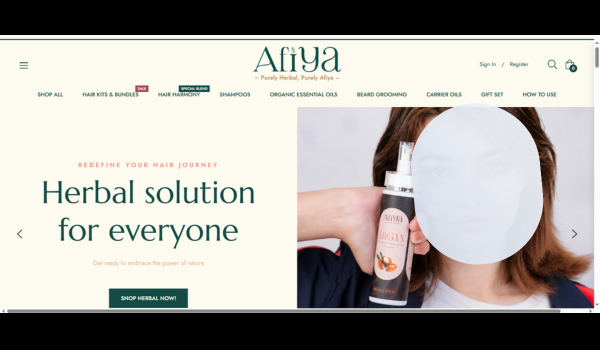 Afiya
~ Purely Herbal, Purely Afiya ~
Sign In / Register
0
SALE
SPECIAL BLEND
SHOP ALL HAIR KITS & BUNDLES HAIR HARMONY SHAMPOOS ORGANIC ESSENTIAL OILS BEARD GROOMING CARRIER OILS GIFT SET HOW TO USE
REDEFINE YOUR HAIR JOURNEY
Herbal solution
for everyone
Get ready to embrace the power of nature
SHOP HERBAL NOW!
Afiya
ARGAN